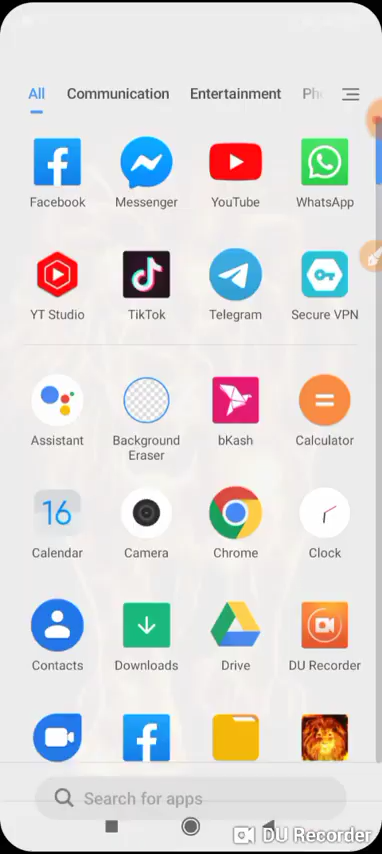 All Communication Entertainment Ph
Facebook Messenger YouTube WhatsApp
YT Studio TikTok Telegram Secure VPN
Assistant Background Eraser bKash Calculator
16
Calendar Camera Chrome Clock
Contacts Downloads Drive DU Recorder
Search for apps
DU Recorder